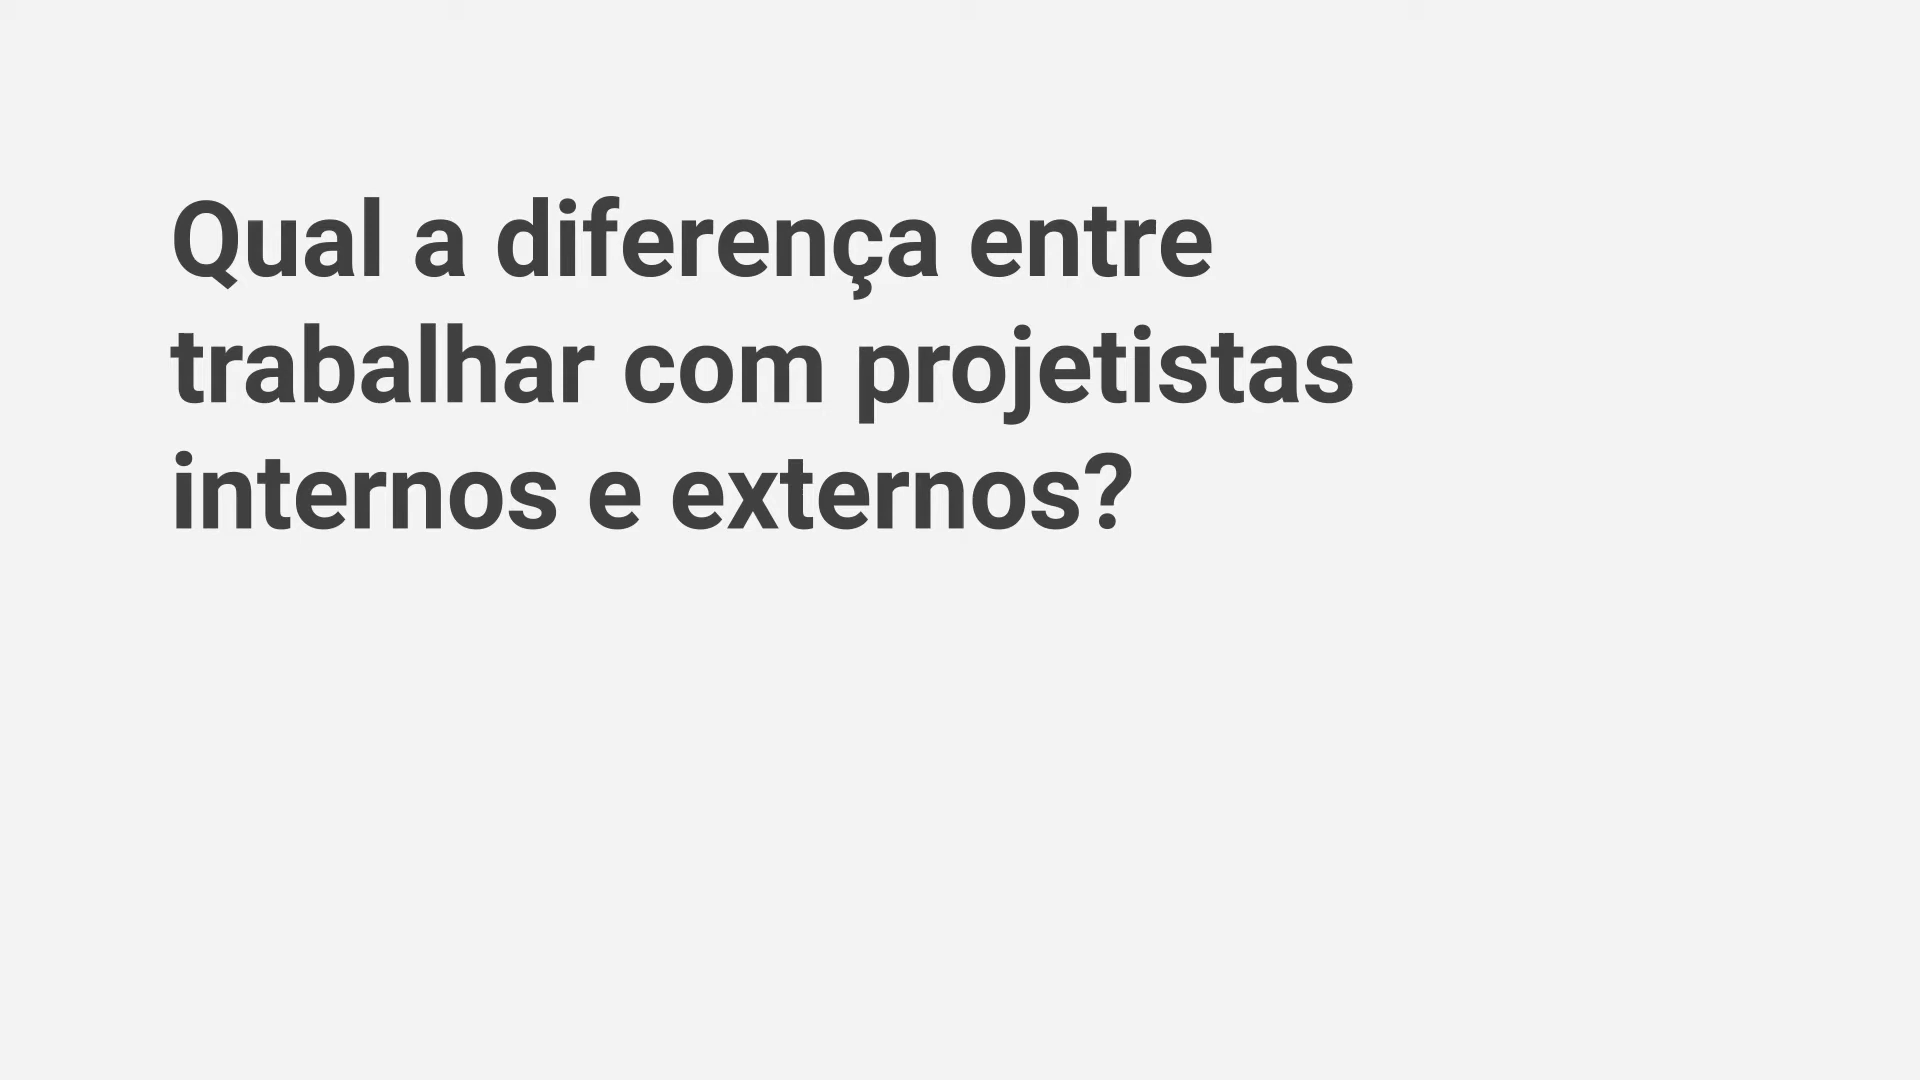 Qual a diferença entre
trabalhar com projetistas
internos e externos?